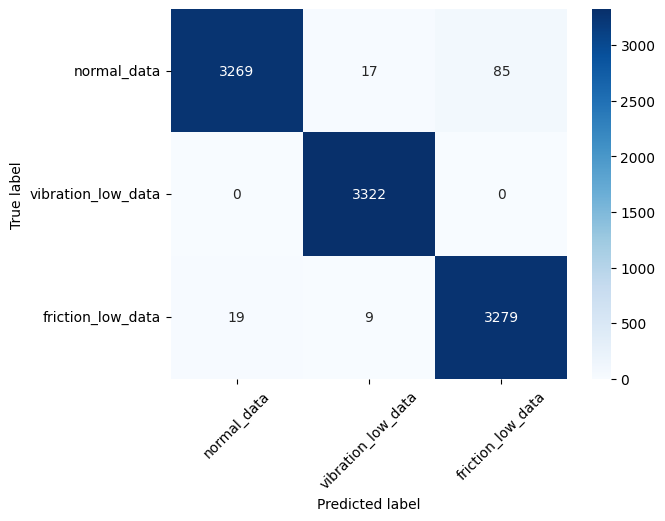 normal_data 3269 17 85
vibration_low_data 0 3322 0
friction_low_data 19 9 3279
True label
normal_data
vibration_low_data
friction_low_data
Predicted label
3000
2500
2000
1500
1000
500
0